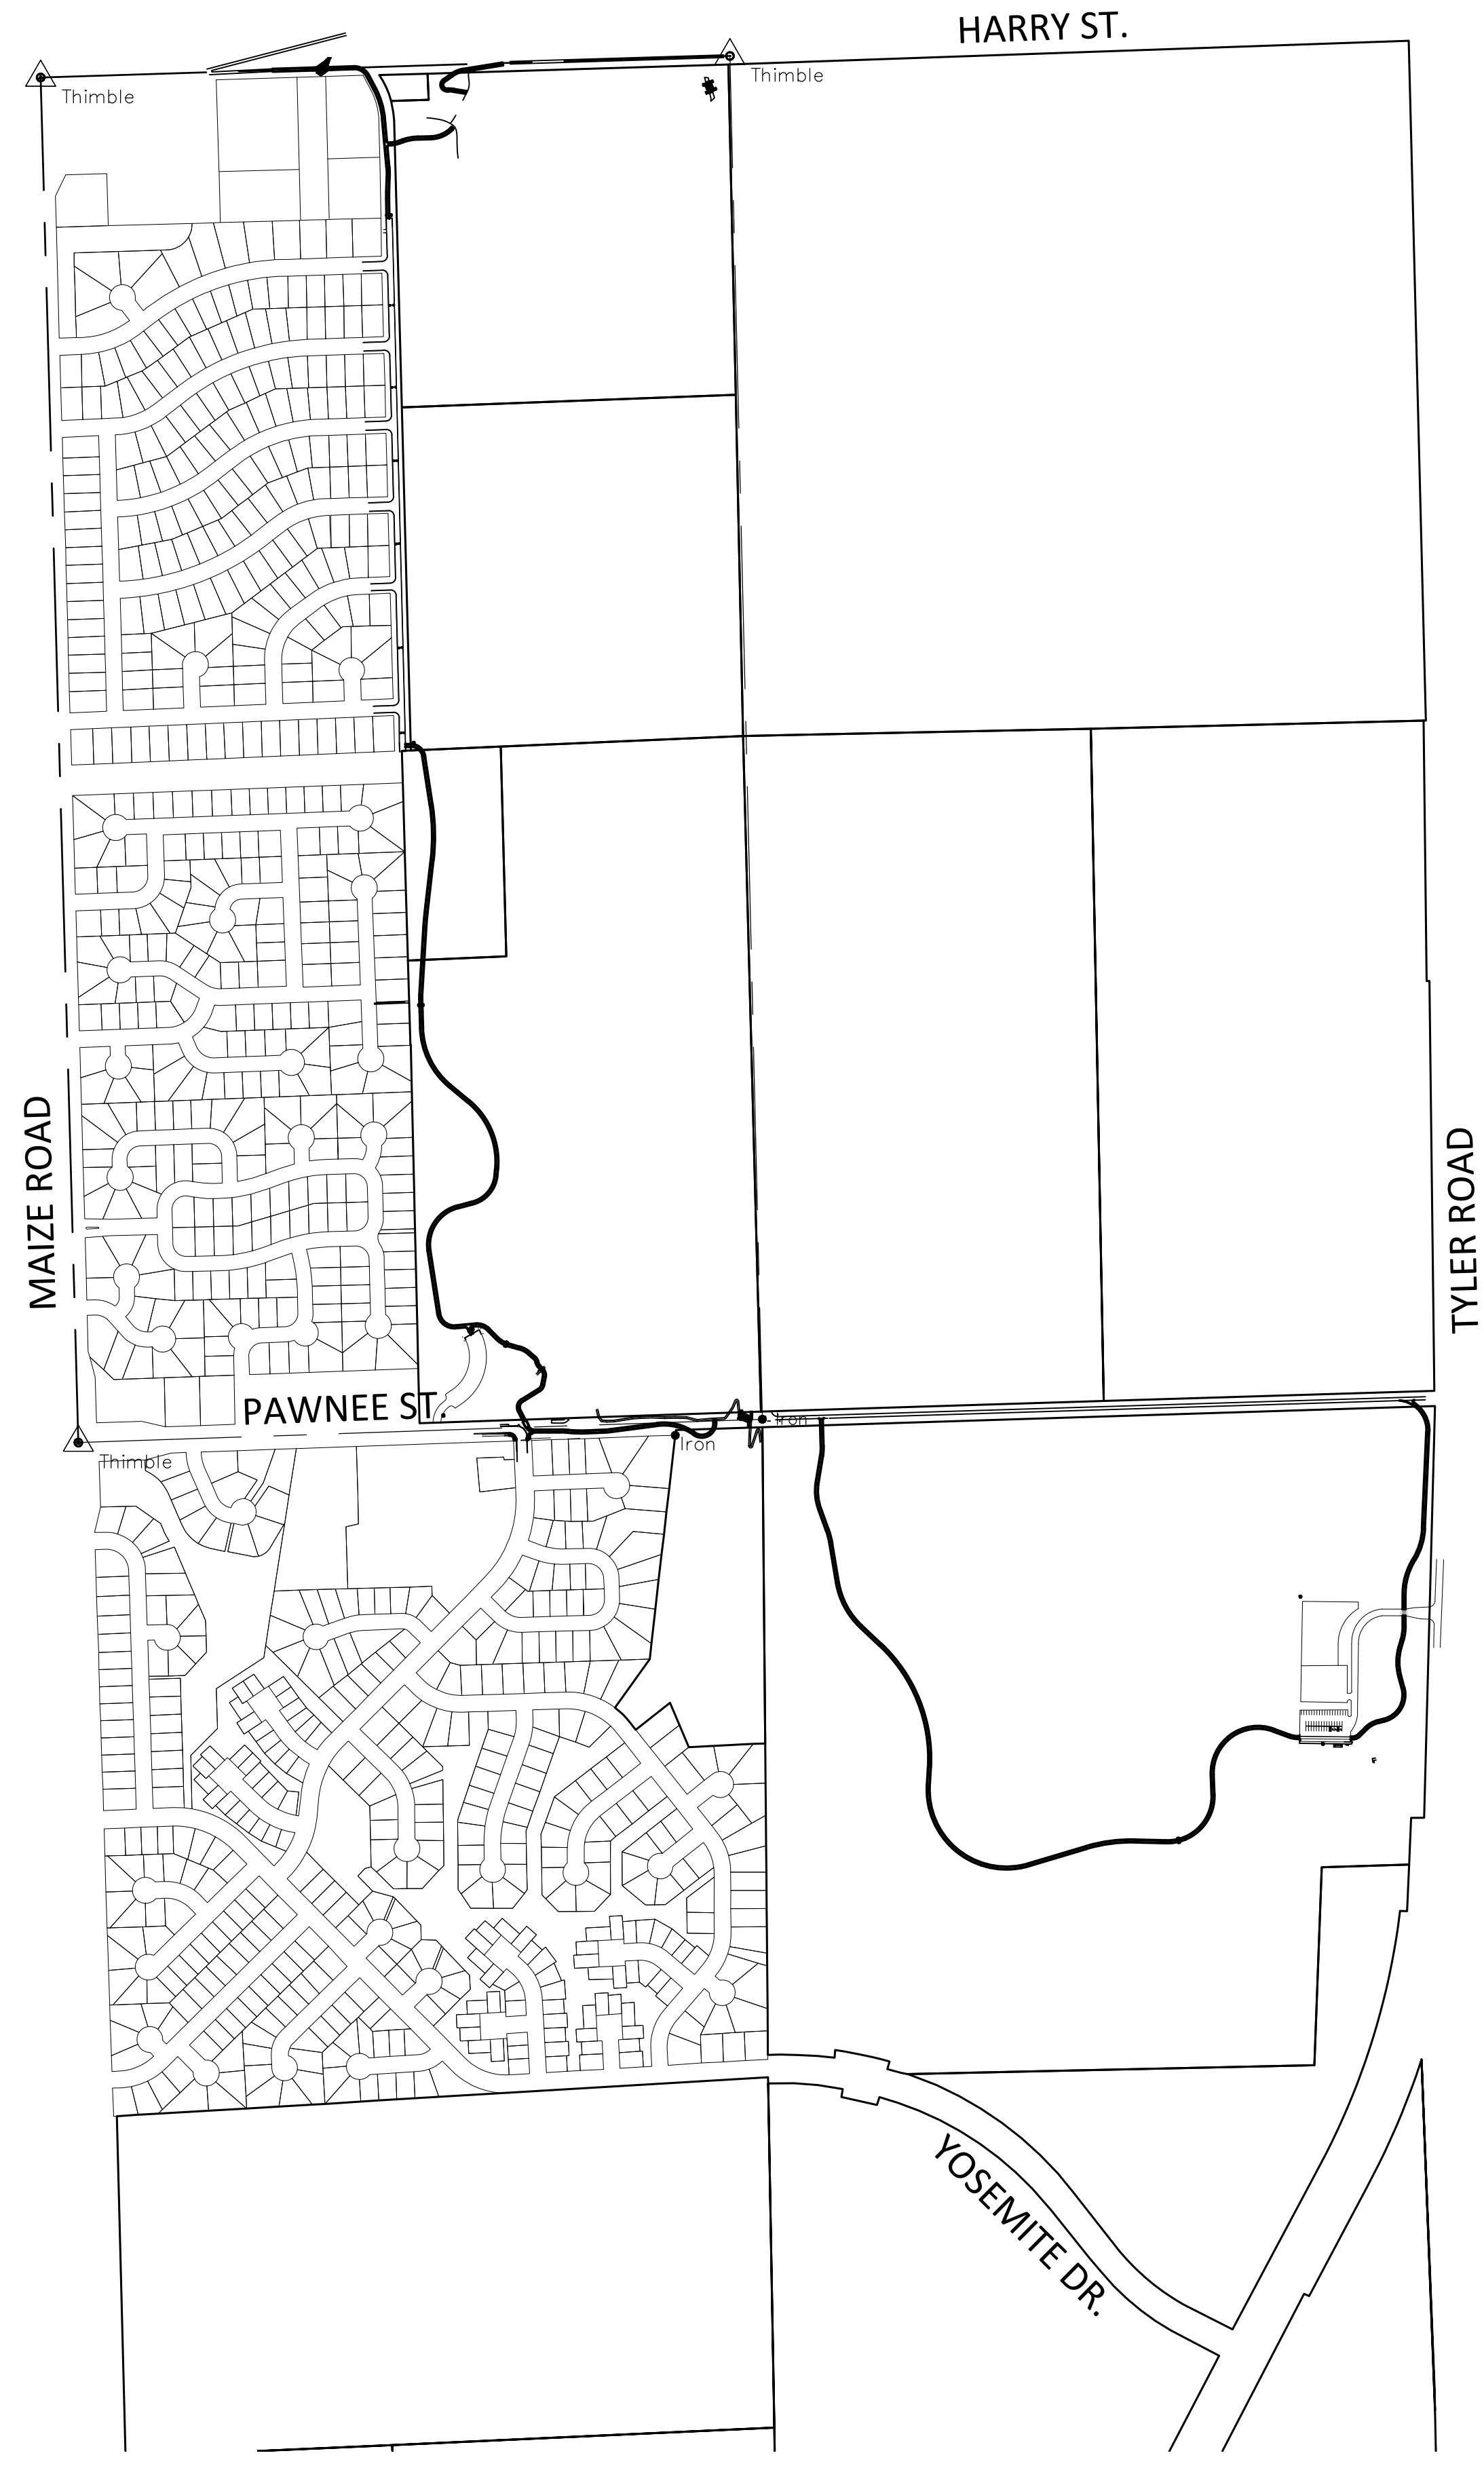 HARRY ST.
Thimble
Thimble
MAIZE ROAD
TYLER ROAD
PAWNEE ST.
Iron
Iron
Thimble
YOSEMITE DR.